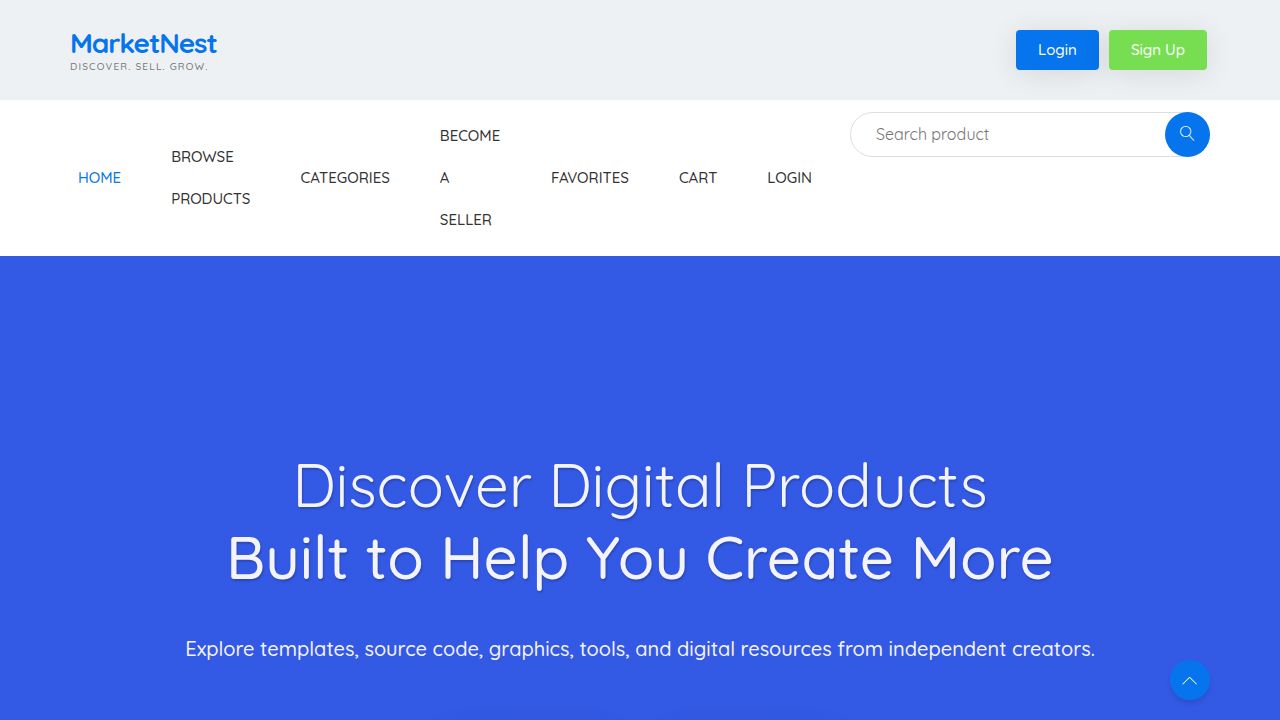 MarketNest
DISCOVER. SELL. GROW.
Login
Sign Up
HOME
BROWSE
PRODUCTS
CATEGORIES
BECOME
A
SELLER
FAVORITES
CART
LOGIN
Search product
Discover Digital Products
Built to Help You Create More
Explore templates, source code, graphics, tools, and digital resources from independent creators.